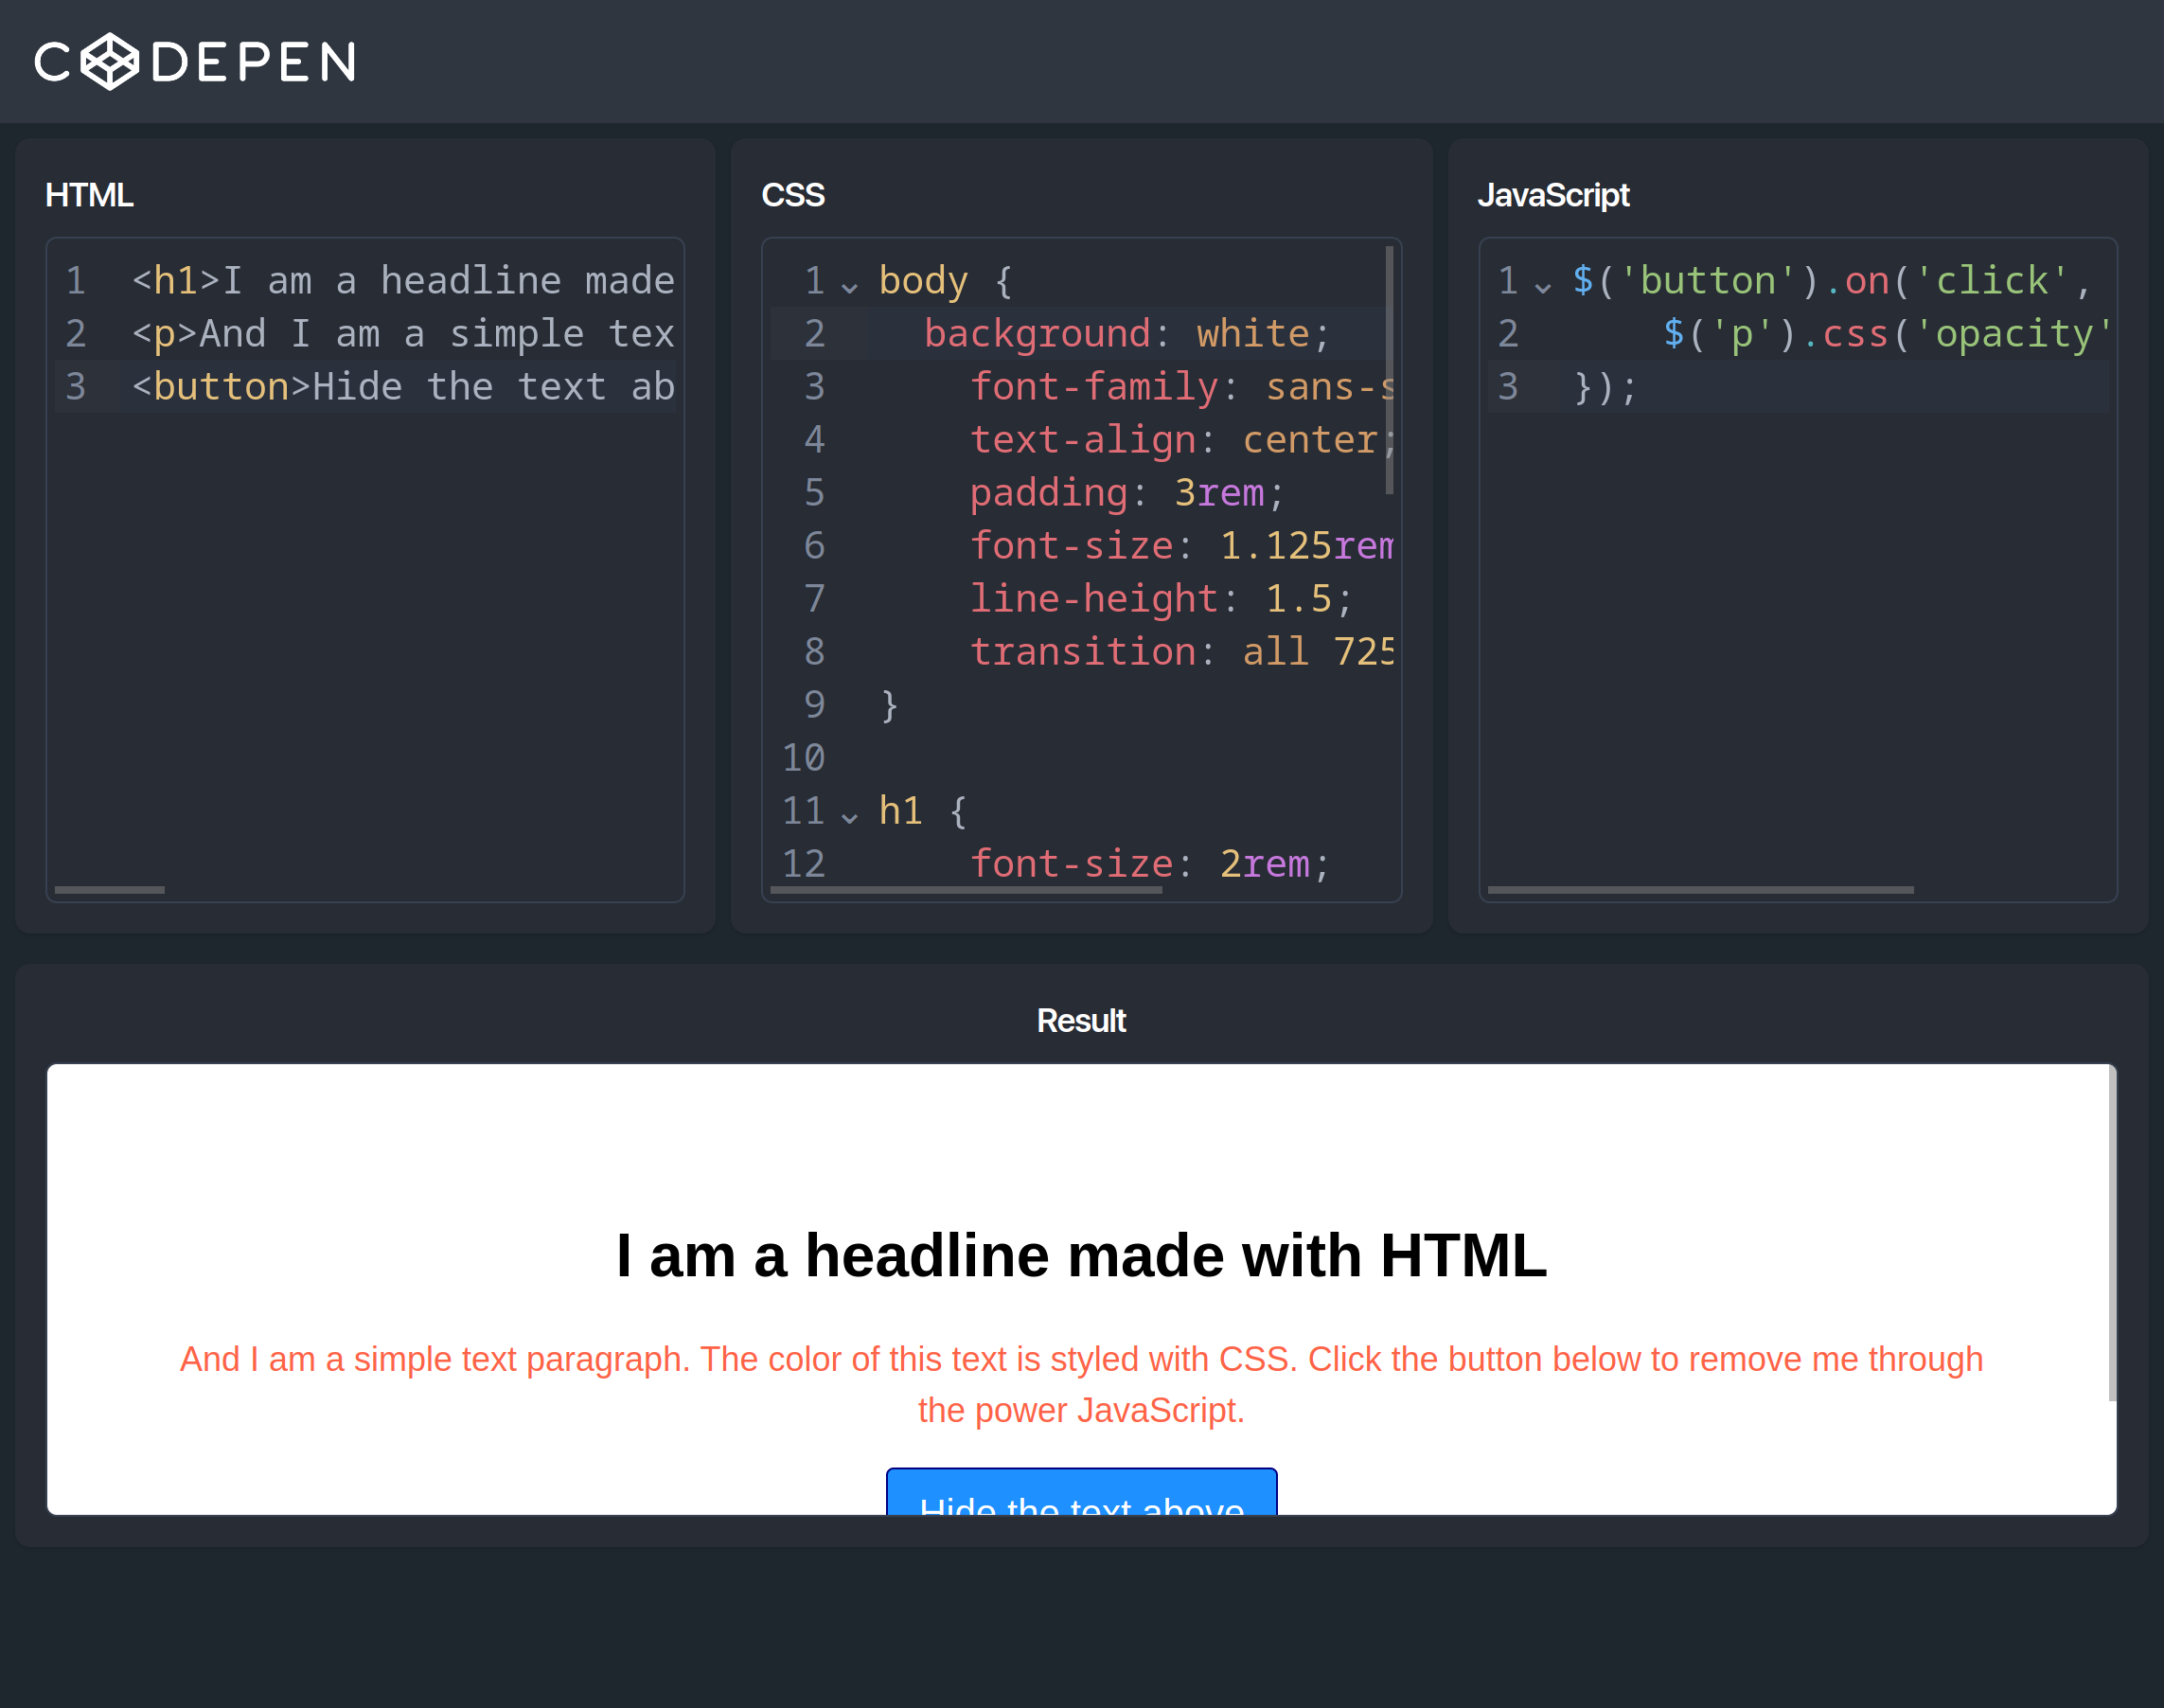 CODEPEN
HTML
1 <h1>I am a headline made
2 <p>And I am a simple tex
3 <button>Hide the text ab
CSS
1 body {
2 background: white;
3 font-family: sans-s
4 text-align: center;
5 padding: 3rem;
6 font-size: 1.125rem
7 line-height: 1.5;
8 transition: all 725
9 }
10
11 h1 {
12 font-size: 2rem;
JavaScript
1 $('button').on('click',
2 $('p').css('opacity'
3 });
Result
I am a headline made with HTML
And I am a simple text paragraph. The color of this text is styled with CSS. Click the button below to remove me through
the power JavaScript.
Hide the text above